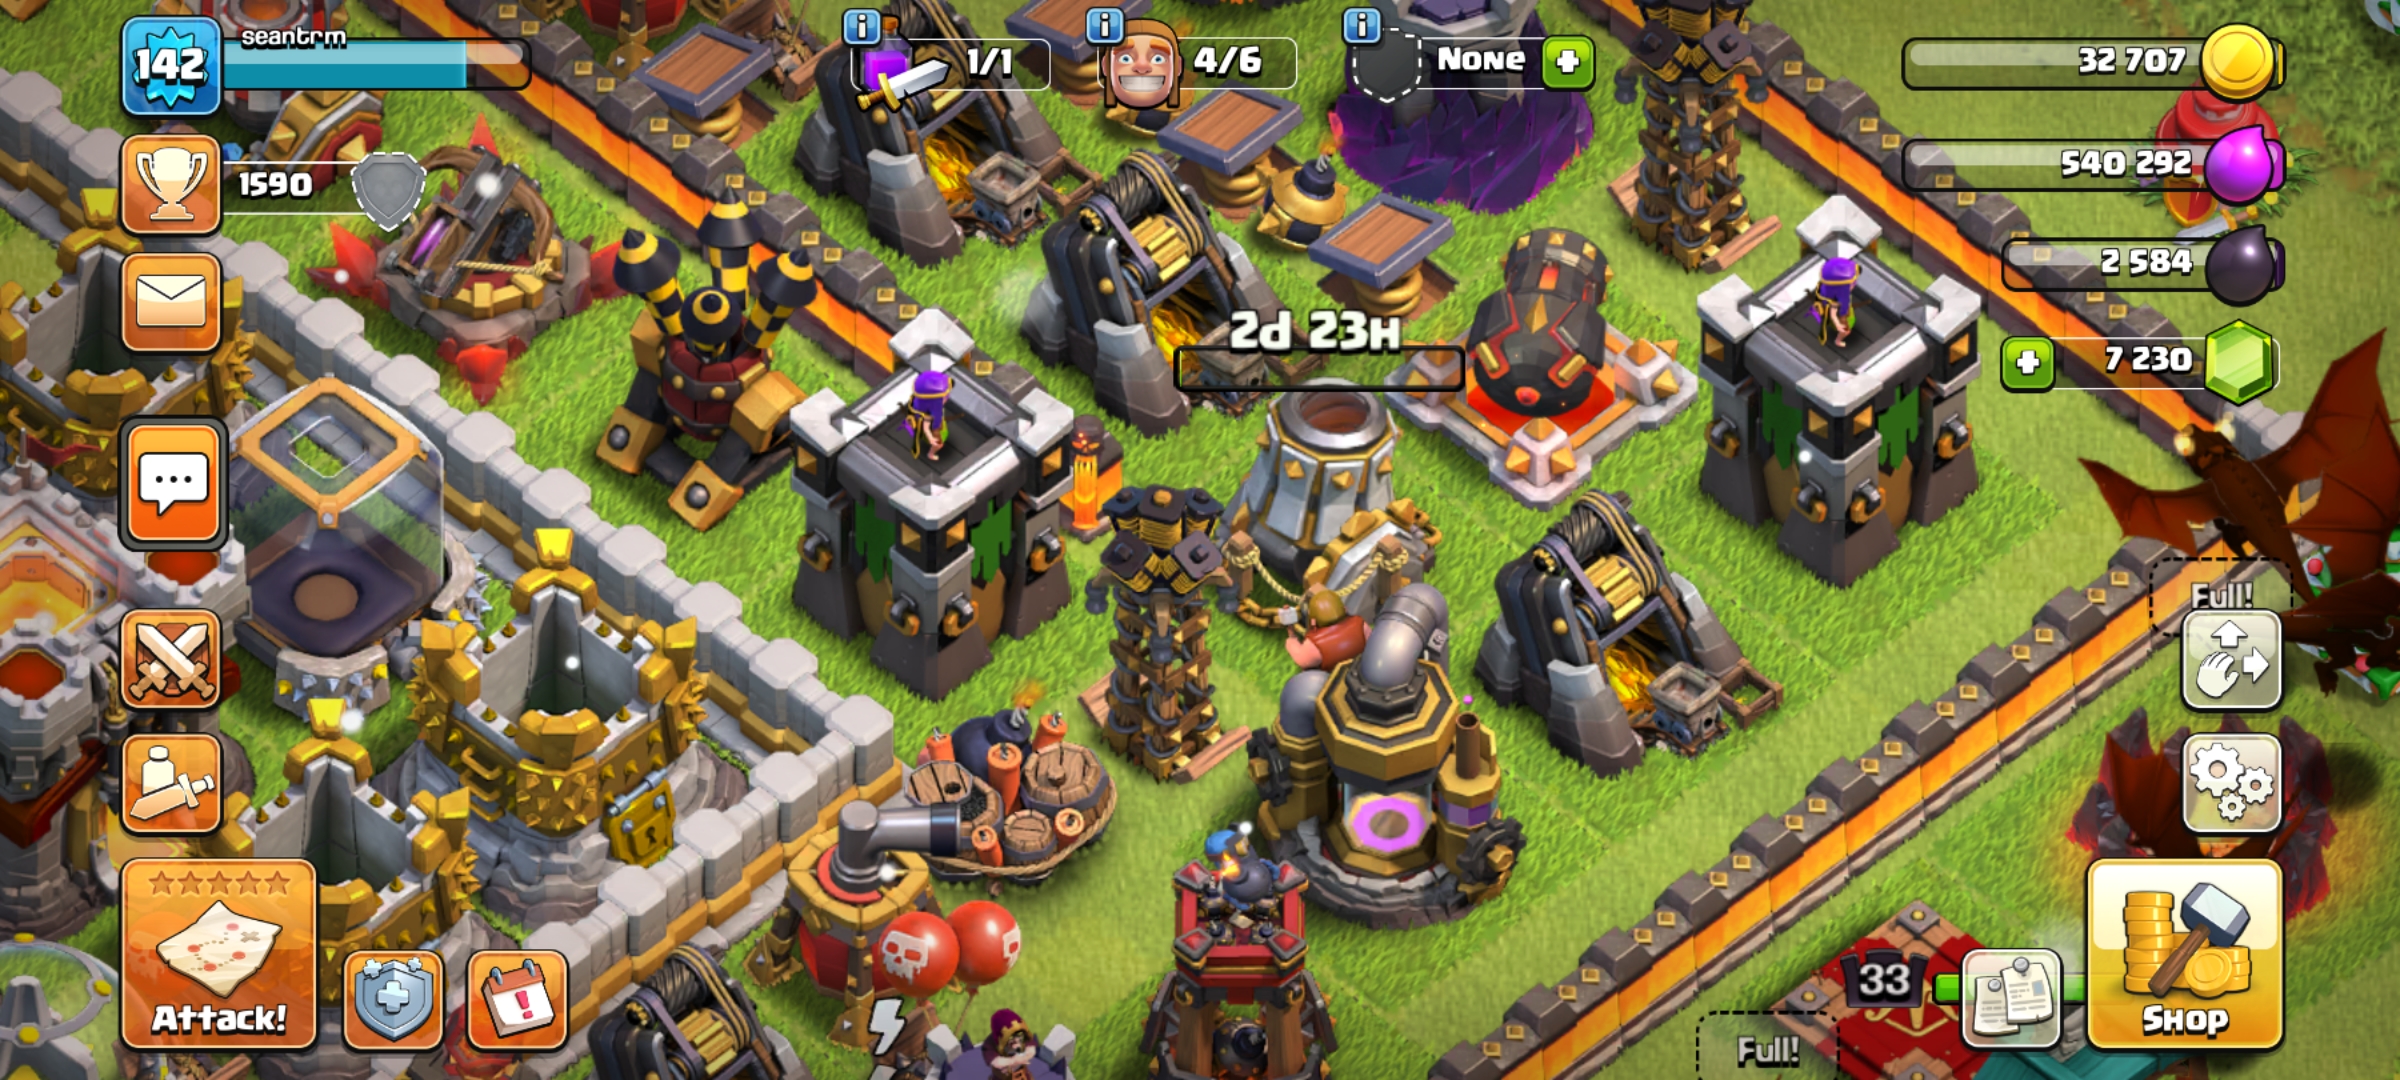 142
seantrm
1/1
4/6
None
32 707
1590
540 292
2 584
2d 23H
7 230
Full!
33
Attack!
Shop
Full!